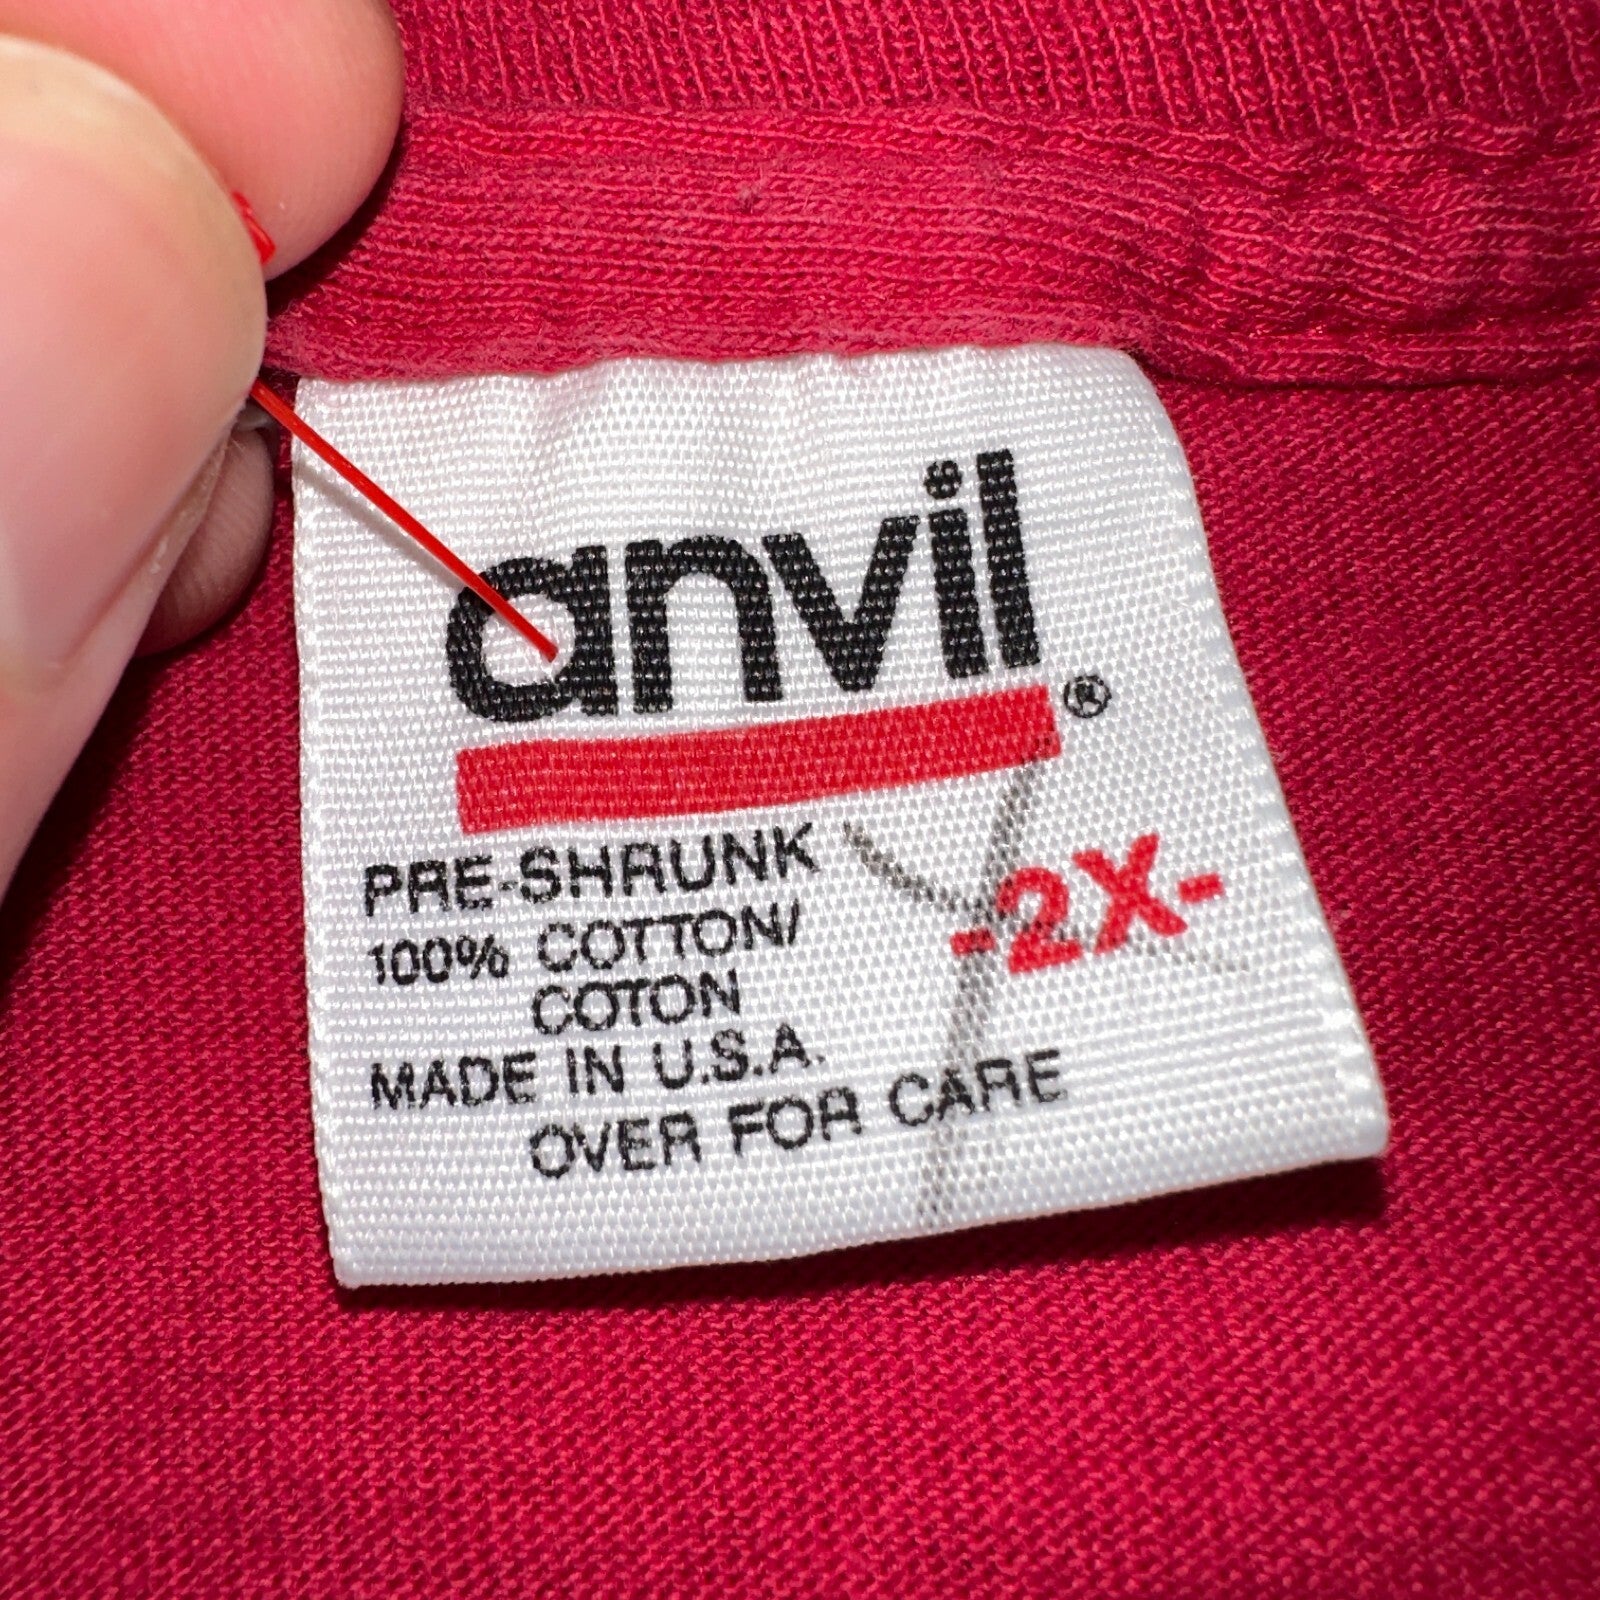 anvil®
PRE-SHRUNK
100% COTTON/
COTON
-2X-
MADE IN U.S.A.
OVER FOR CARE